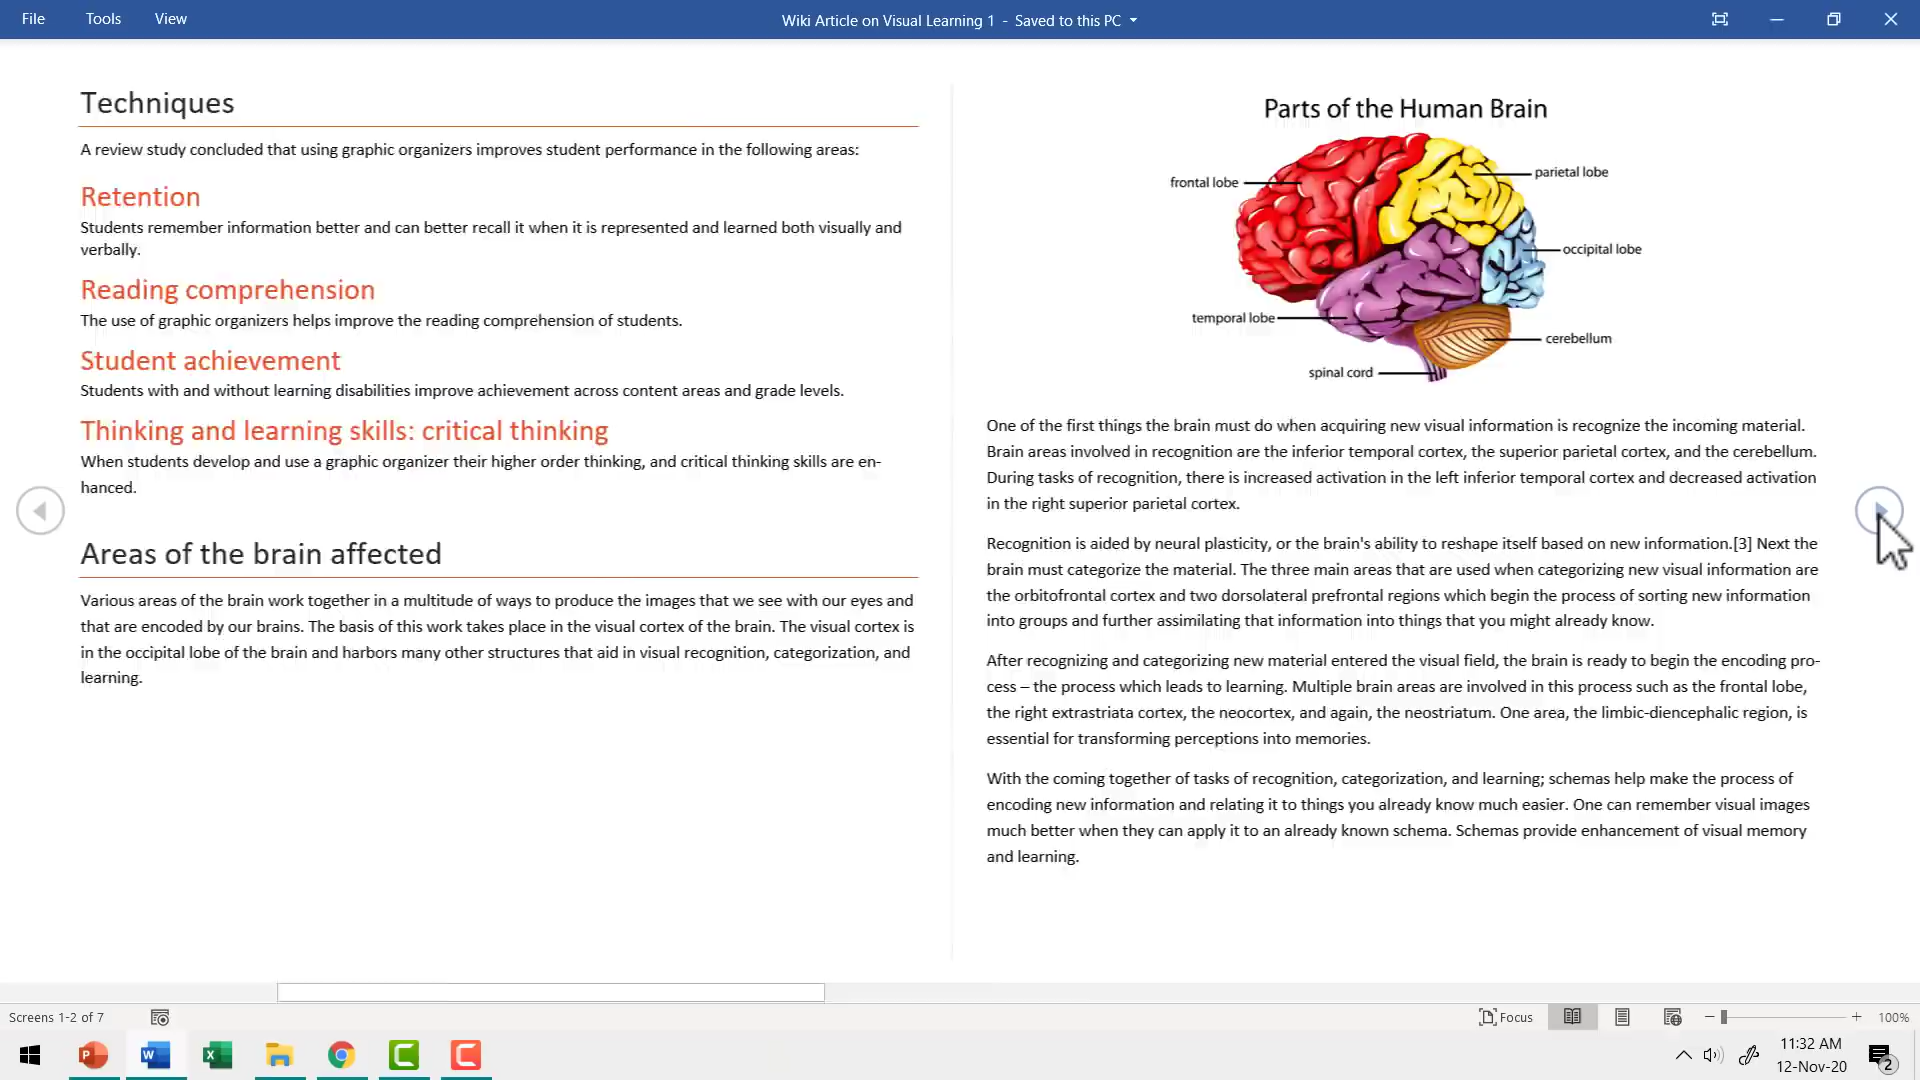 File Tools View
Wiki Article on Visual Learning 1 - Saved to this PC
Techniques
A review study concluded that using graphic organizers improves student performance in the following areas:
Retention
Students remember information better and can better recall it when it is represented and learned both visually and
verbally.
Reading comprehension
The use of graphic organizers helps improve the reading comprehension of students.
Student achievement
Students with and without learning disabilities improve achievement across content areas and grade levels.
Thinking and learning skills: critical thinking
When students develop and use a graphic organizer their higher order thinking, and critical thinking skills are en-
hanced.
Areas of the brain affected
Various areas of the brain work together in a multitude of ways to produce the images that we see with our eyes and
that are encoded by our brains. The basis of this work takes place in the visual cortex of the brain. The visual cortex is
in the occipital lobe of the brain and harbors many other structures that aid in visual recognition, categorization, and
learning.
Parts of the Human Brain
frontal lobe
parietal lobe
occipital lobe
temporal lobe
cerebellum
spinal cord
One of the first things the brain must do when acquiring new visual information is recognize the incoming material.
Brain areas involved in recognition are the inferior temporal cortex, the superior parietal cortex, and the cerebellum.
During tasks of recognition, there is increased activation in the left inferior temporal cortex and decreased activation
in the right superior parietal cortex.
Recognition is aided by neural plasticity, or the brain's ability to reshape itself based on new information.[3] Next the
brain must categorize the material. The three main areas that are used when categorizing new visual information are
the orbitofrontal cortex and two dorsolateral prefrontal regions which begin the process of sorting new information
into groups and further assimilating that information into things that you might already know.
After recognizing and categorizing new material entered the visual field, the brain is ready to begin the encoding pro-
cess – the process which leads to learning. Multiple brain areas are involved in this process such as the frontal lobe,
the right extrastriata cortex, the neocortex, and again, the neostriatum. One area, the limbic-diencephalic region, is
essential for transforming perceptions into memories.
With the coming together of tasks of recognition, categorization, and learning; schemas help make the process of
encoding new information and relating it to things you already know much easier. One can remember visual images
much better when they can apply it to an already known schema. Schemas provide enhancement of visual memory
and learning.
Screens 1-2 of 7
Focus
100%
11:32 AM
12-Nov-20
2